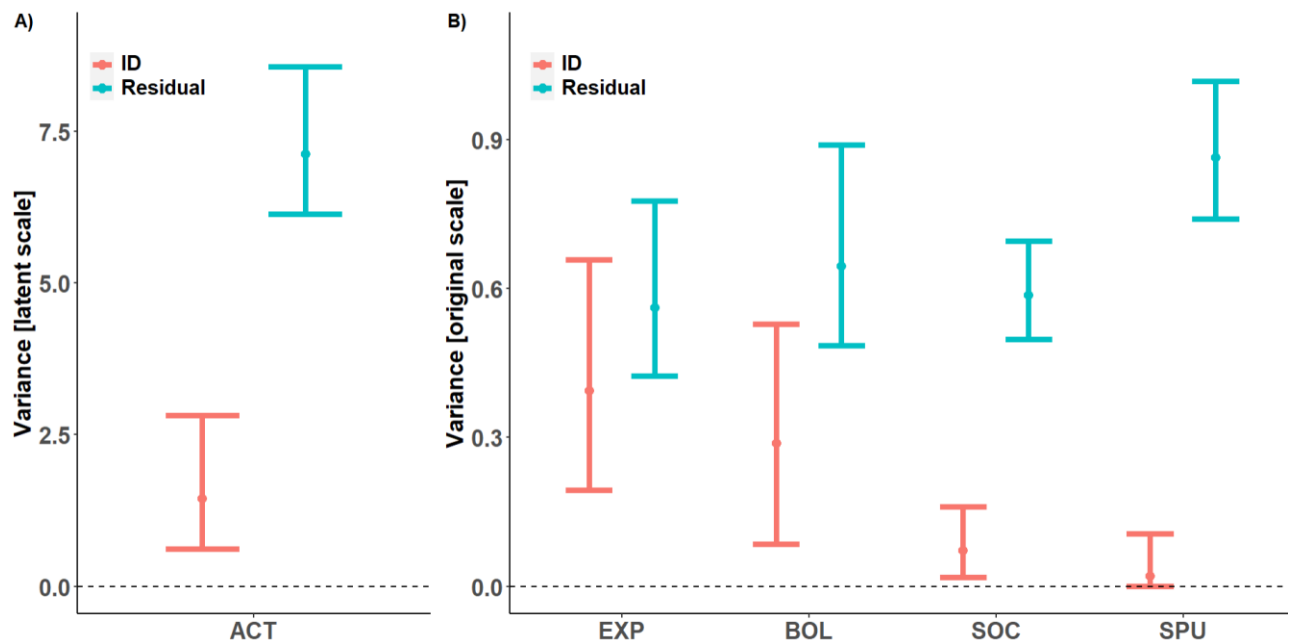 A)
ID
Residual
Variance [latent scale]
7.5
5.0
2.5
0.0
ACT
B)
ID
Residual
Variance [original scale]
0.9
0.6
0.3
0.0
EXP BOL SOC SPU